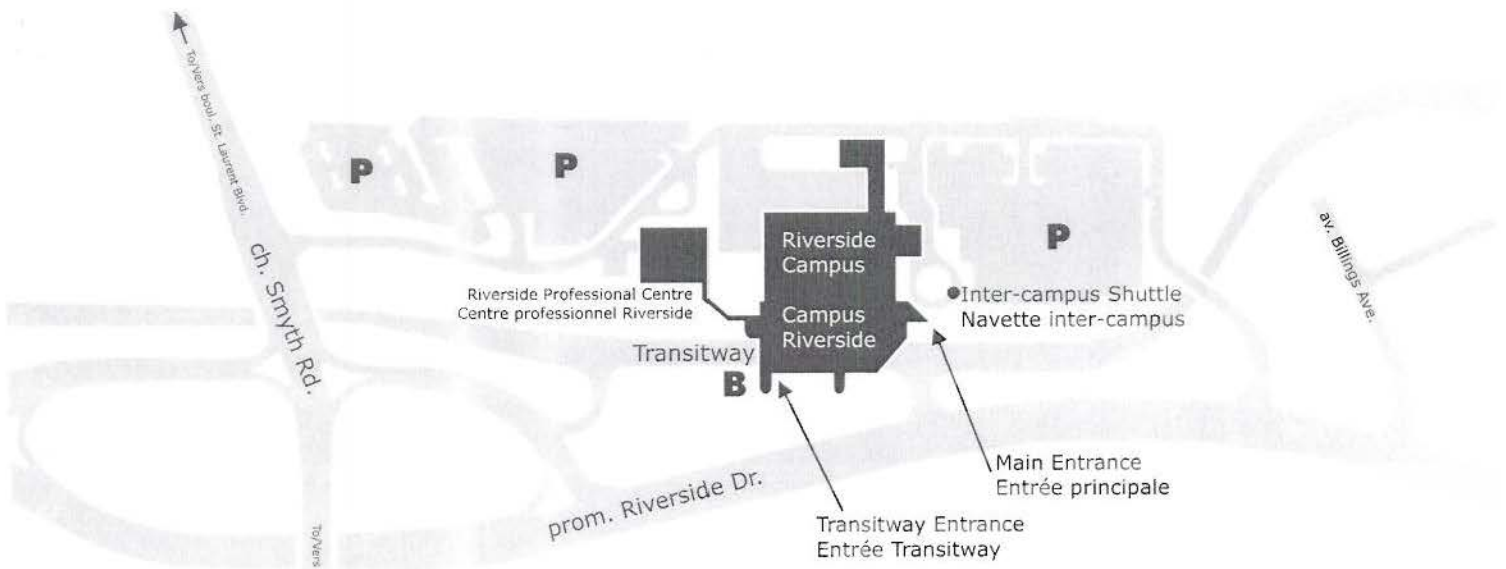 To/Vers boul. St. Laurent Blvd.
ch. Smyth Rd.
To/Vers
P
P
P
Riverside
Campus
Campus
Riverside
Riverside Professional Centre
Centre professionnel Riverside
Inter-campus Shuttle
Navette inter-campus
av. Billings Ave.
Transitway
B
prom. Riverside Dr.
Main Entrance
Entrée principale
Transitway Entrance
Entrée Transitway